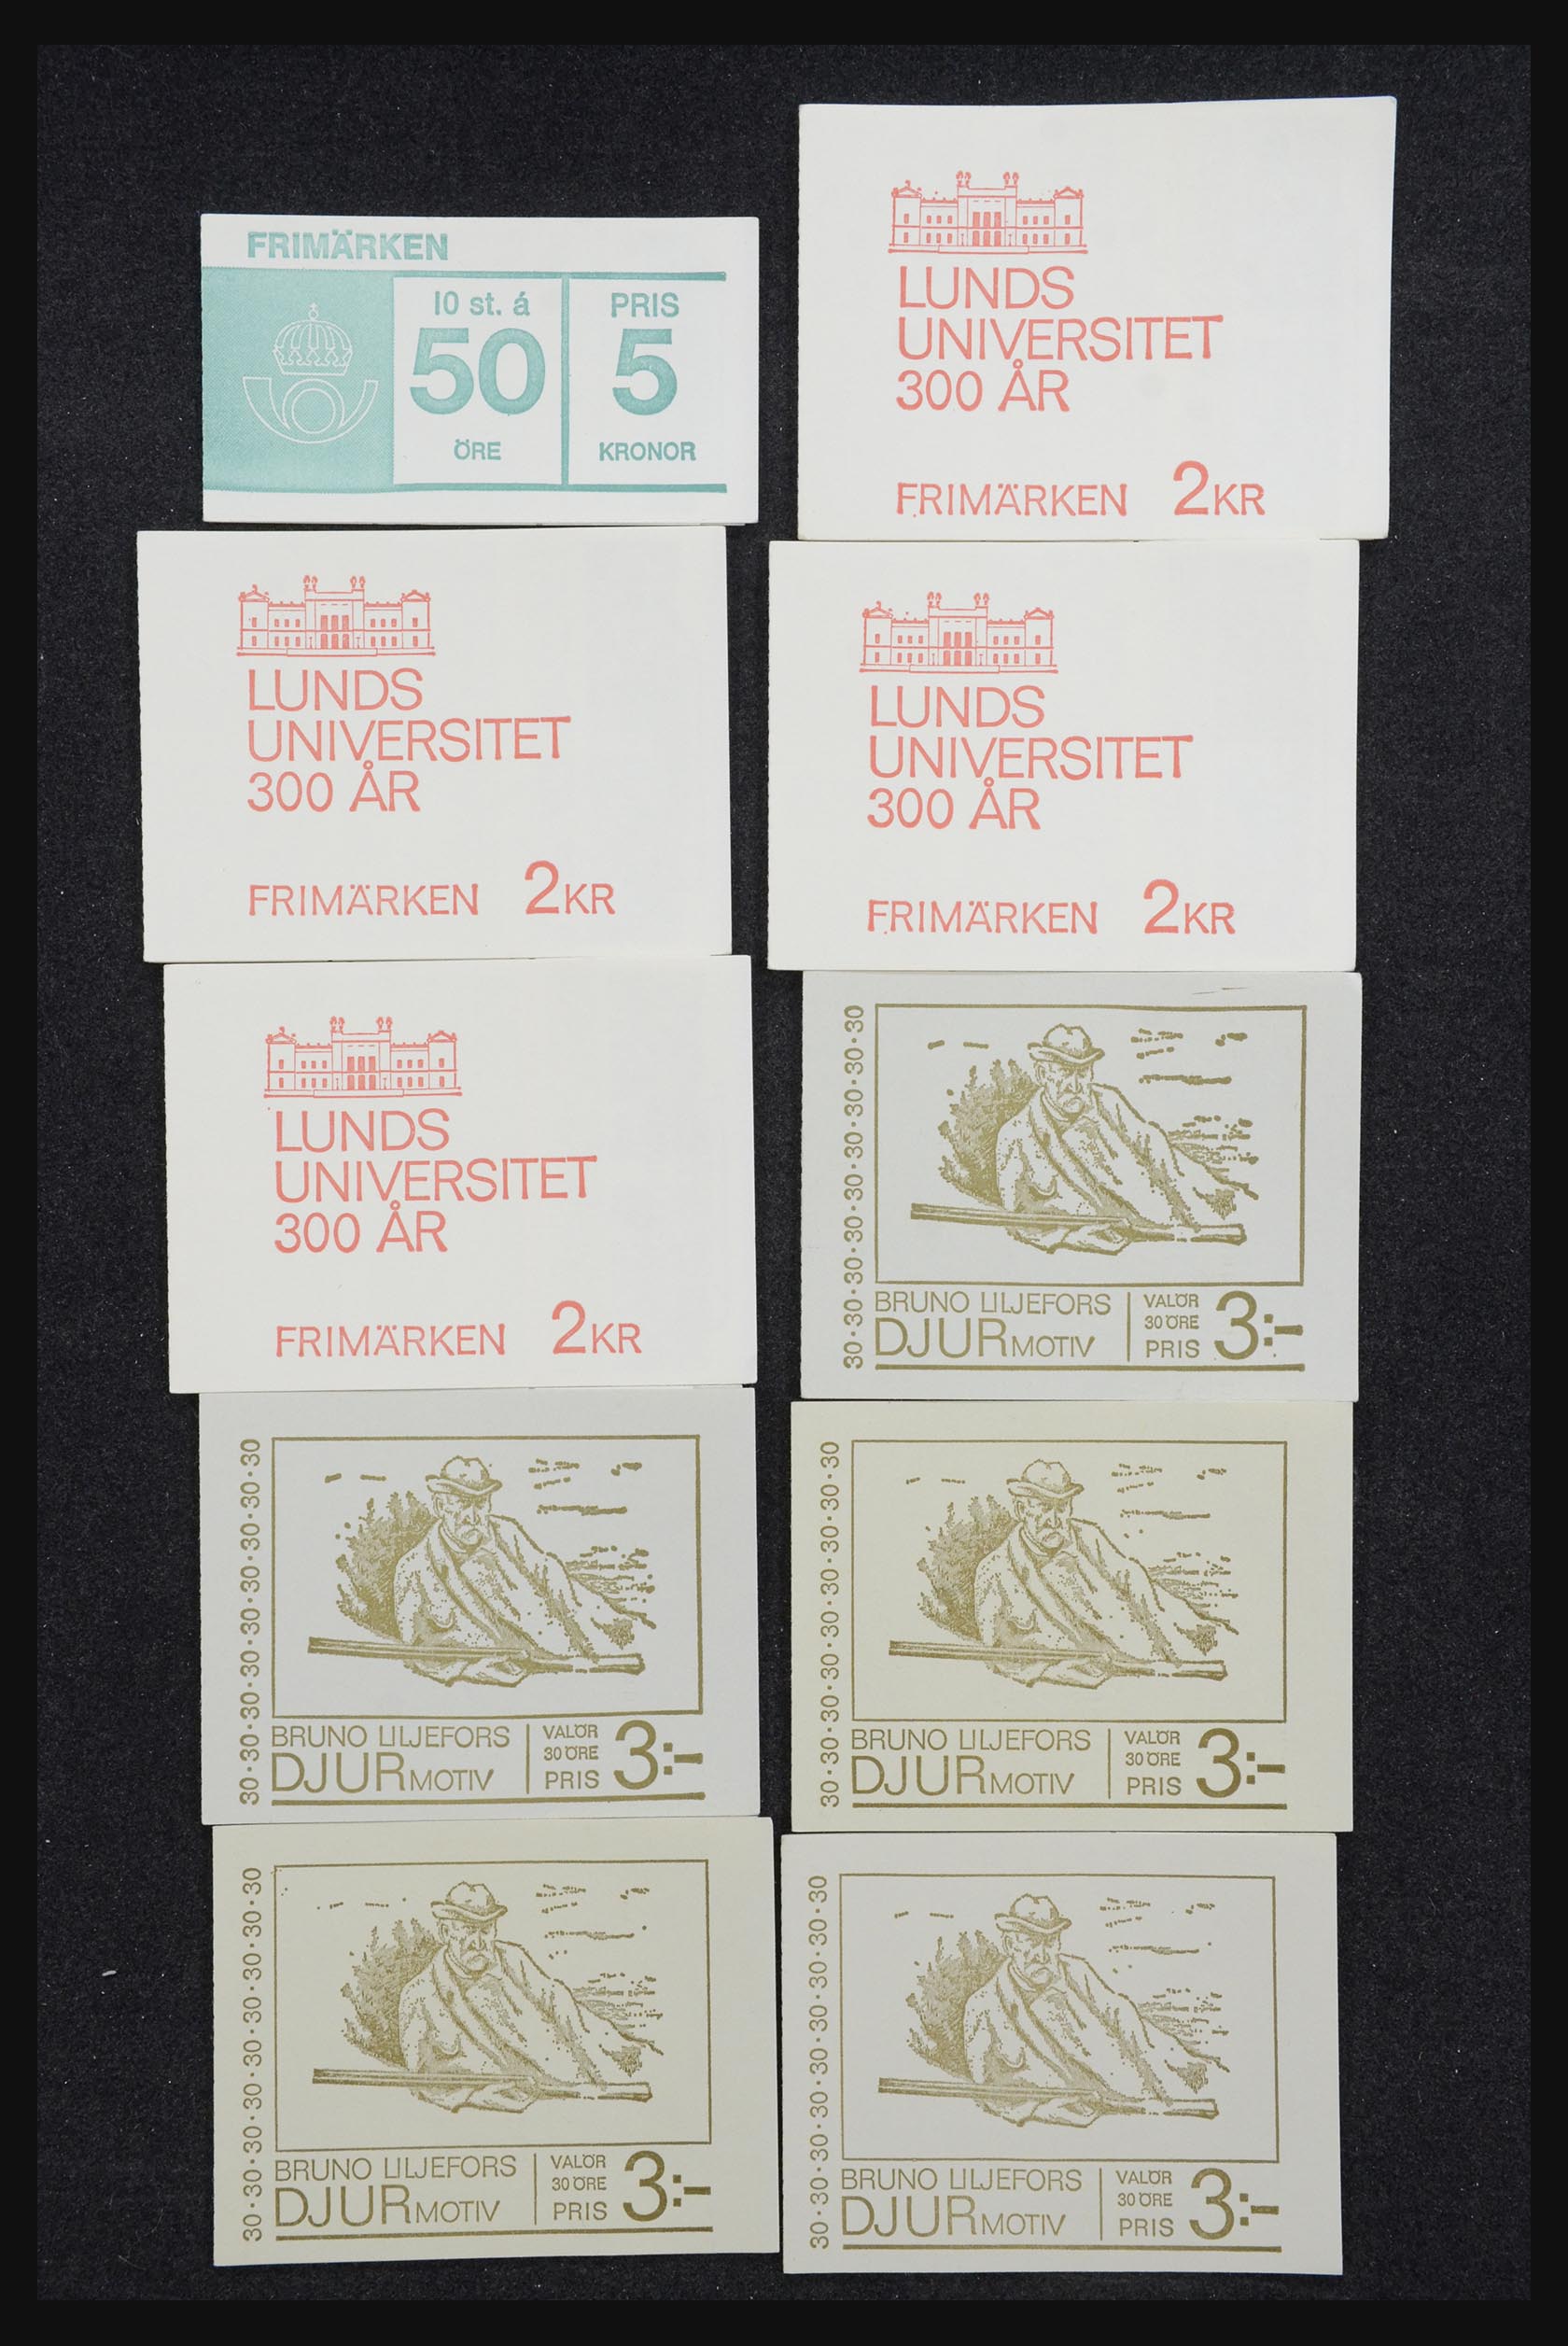 FRIMÄRKEN
10 st. á
50
ÖRE
PRIS
5
KRONOR
LUNDS
UNIVERSITET
300 ÅR
FRIMÄRKEN 2KR
LUNDS
UNIVERSITET
300 ÅR
FRIMÄRKEN 2KR
LUNDS
UNIVERSITET
300 ÅR
FRIMÄRKEN 2KR
LUNDS
UNIVERSITET
300 ÅR
FRIMÄRKEN 2KR
30·30·30·30·30·30·30·30·30·30
BRUNO LILJEFORS
DJURMOTIV
VALÖR
30 ÖRE
PRIS
3:-
30·30·30·30·30·30·30·30·30·30
BRUNO LILJEFORS
DJURMOTIV
VALÖR
30 ÖRE
PRIS
3:-
30·30·30·30·30·30·30·30·30·30
BRUNO LILJEFORS
DJURMOTIV
VALÖR
30 ÖRE
PRIS
3:-
30·30·30·30·30·30·30·30·30·30
BRUNO LILJEFORS
DJURMOTIV
VALÖR
30 ÖRE
PRIS
3:-
30·30·30·30·30·30·30·30·30·30
BRUNO LILJEFORS
DJURMOTIV
VALÖR
30 ÖRE
PRIS
3:-